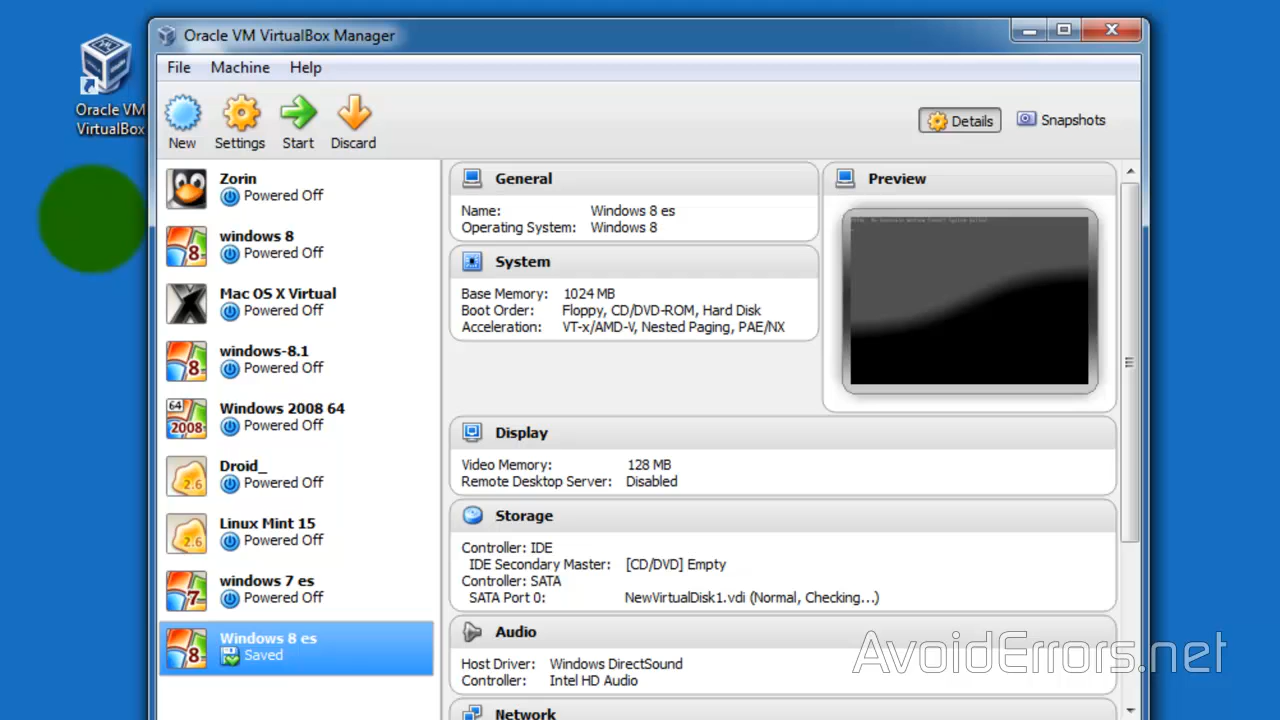 Oracle VM VirtualBox Manager
File Machine Help
Oracle VM
VirtualBox
New Settings Start Discard
Details Snapshots
Zorin
Powered Off
windows 8
Powered Off
Mac OS X Virtual
Powered Off
windows-8.1
Powered Off
64
2008
Windows 2008 64
Powered Off
2.6
Droid_
Powered Off
2.6
Linux Mint 15
Powered Off
windows 7 es
Powered Off
Windows 8 es
Saved
General
Name: Windows 8 es
Operating System: Windows 8
System
Base Memory: 1024 MB
Boot Order: Floppy, CD/DVD-ROM, Hard Disk
Acceleration: VT-x/AMD-V, Nested Paging, PAE/NX
Preview
Display
Video Memory: 128 MB
Remote Desktop Server: Disabled
Storage
Controller: IDE
IDE Secondary Master: [CD/DVD] Empty
Controller: SATA
SATA Port 0: NewVirtualDisk1.vdi (Normal, Checking...)
Audio
Host Driver: Windows DirectSound
Controller: Intel HD Audio
Network
AvoidErrors.net